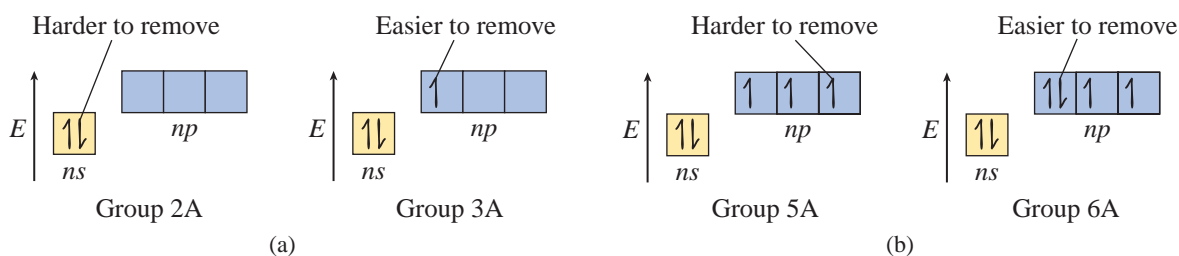 Harder to remove
Easier to remove
Harder to remove
Easier to remove
E
ns
np
E
ns
np
E
ns
np
E
ns
np
Group 2A
Group 3A
Group 5A
Group 6A
(a)
(b)